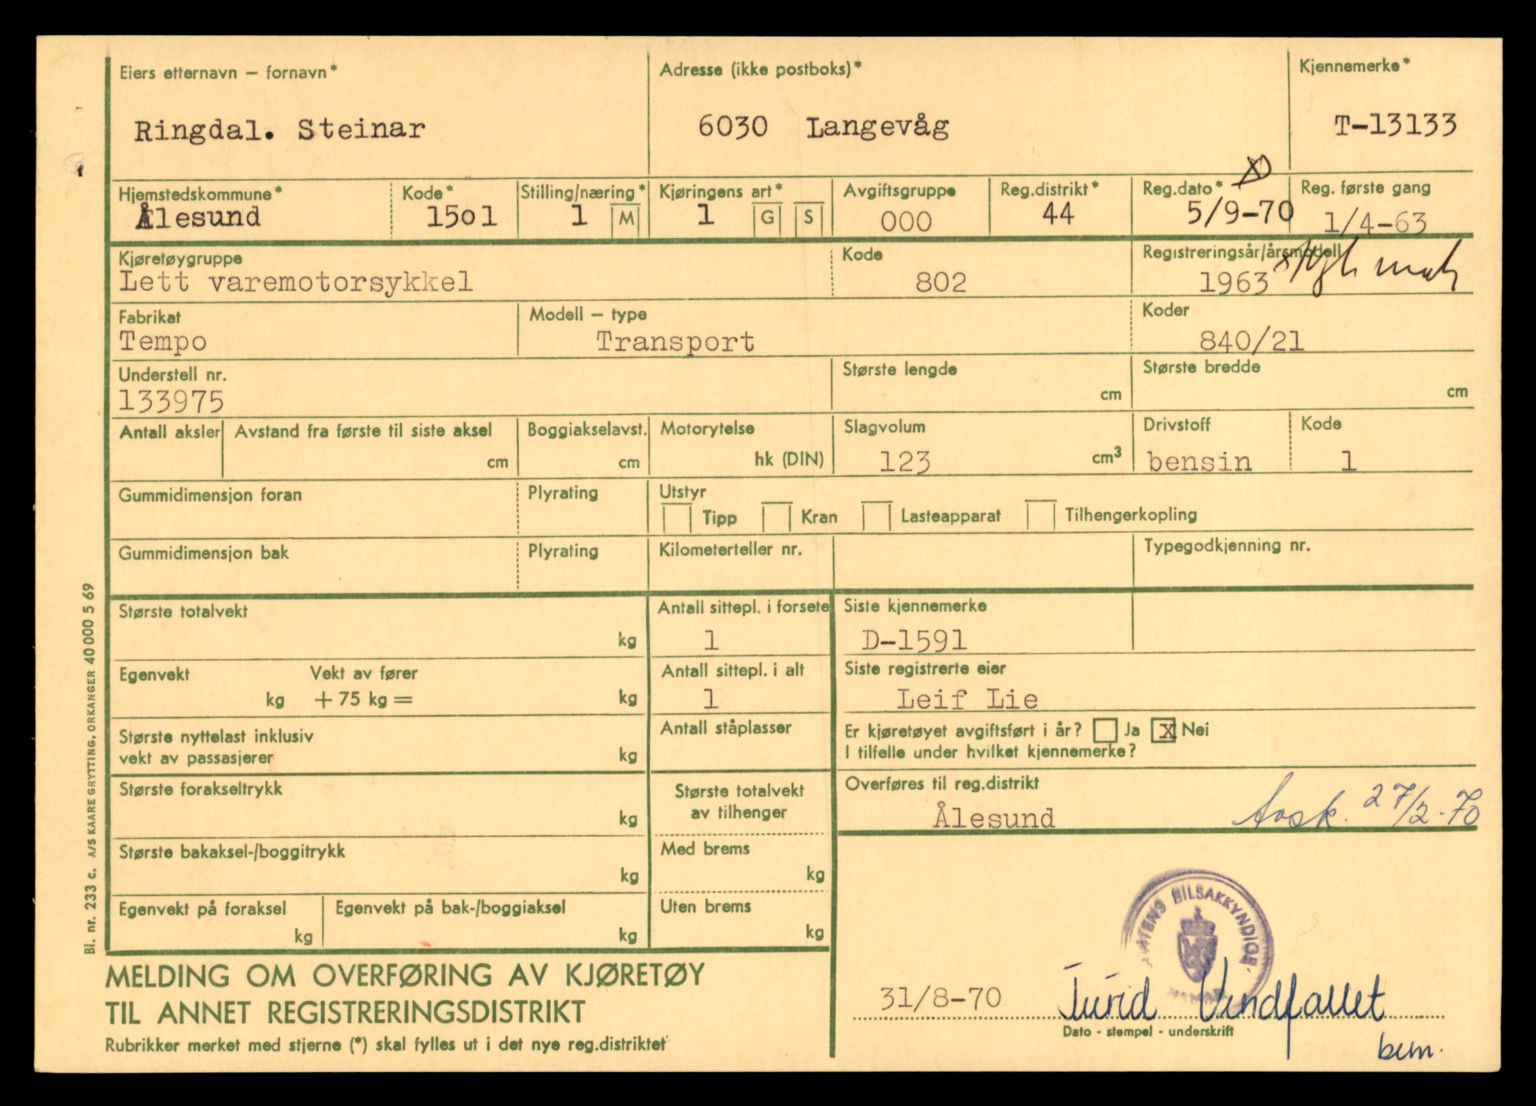 Eiers etternavn – fornavn*
Adresse (ikke postboks)*
Kjennemerke*
Ringdal. Steinar
6030 Langevåg
T-13133
Hjemstedskommune*
Kode*
Stilling/næring*
Kjøringens art*
Avgiftsgruppe
Reg.distrikt*
Reg.dato*
Reg. første gang
Ålesund
15o1
1 M
1 G S
000
44
5/9-70
1/4-63
Kjøretøygruppe
Kode
Registreringsår/årsmodell
Lett varemotorsykkel
802
1963
Fabrikat
Modell – type
Koder
Tempo
Transport
840/21
Understell nr.
Største lengde
Største bredde
133975
cm
cm
Antall aksler
Avstand fra første til siste aksel
Boggiakselavst.
Motorytelse
Slagvolum
Drivstoff
Kode
cm
cm
hk (DIN)
123 cm³
bensin
1
Gummidimensjon foran
Plyrating
Utstyr
Tipp
Kran
Lasteapparat
Tilhengerkopling
Gummidimensjon bak
Plyrating
Kilometerteller nr.
Typegodkjenning nr.
Største totalvekt
kg
Antall sittepl. i forsete
1
Siste kjennemerke
D-1591
Egenvekt
Vekt av fører
kg + 75 kg =
kg
Antall sittepl. i alt
1
Siste registrerte eier
Leif Lie
Største nyttelast inklusiv
vekt av passasjerer
kg
Antall ståplasser
Er kjøretøyet avgiftsført i år? Ja x Nei
I tilfelle under hvilket kjennemerke?
Største forakseltrykk
kg
Største totalvekt
av tilhenger
Overføres til reg.distrikt
Ålesund
Avsk. 27/2-70
Største bakaksel-/boggitrykk
kg
Med brems
kg
Egenvekt på foraksel
kg
Egenvekt på bak-/boggiaksel
kg
Uten brems
kg
BILSAKKYNDIGE
31/8-70
Turid Vindfallet
Dato - stempel - underskrift
bem.
MELDING OM OVERFØRING AV KJØRETØY
TIL ANNET REGISTRERINGSDISTRIKT
Rubrikker merket med stjerne (*) skal fylles ut i det nye reg.distriktet
Bl. nr. 233 c. A/S KAARE GRYTTING, ORKANGER 40 000 5 69